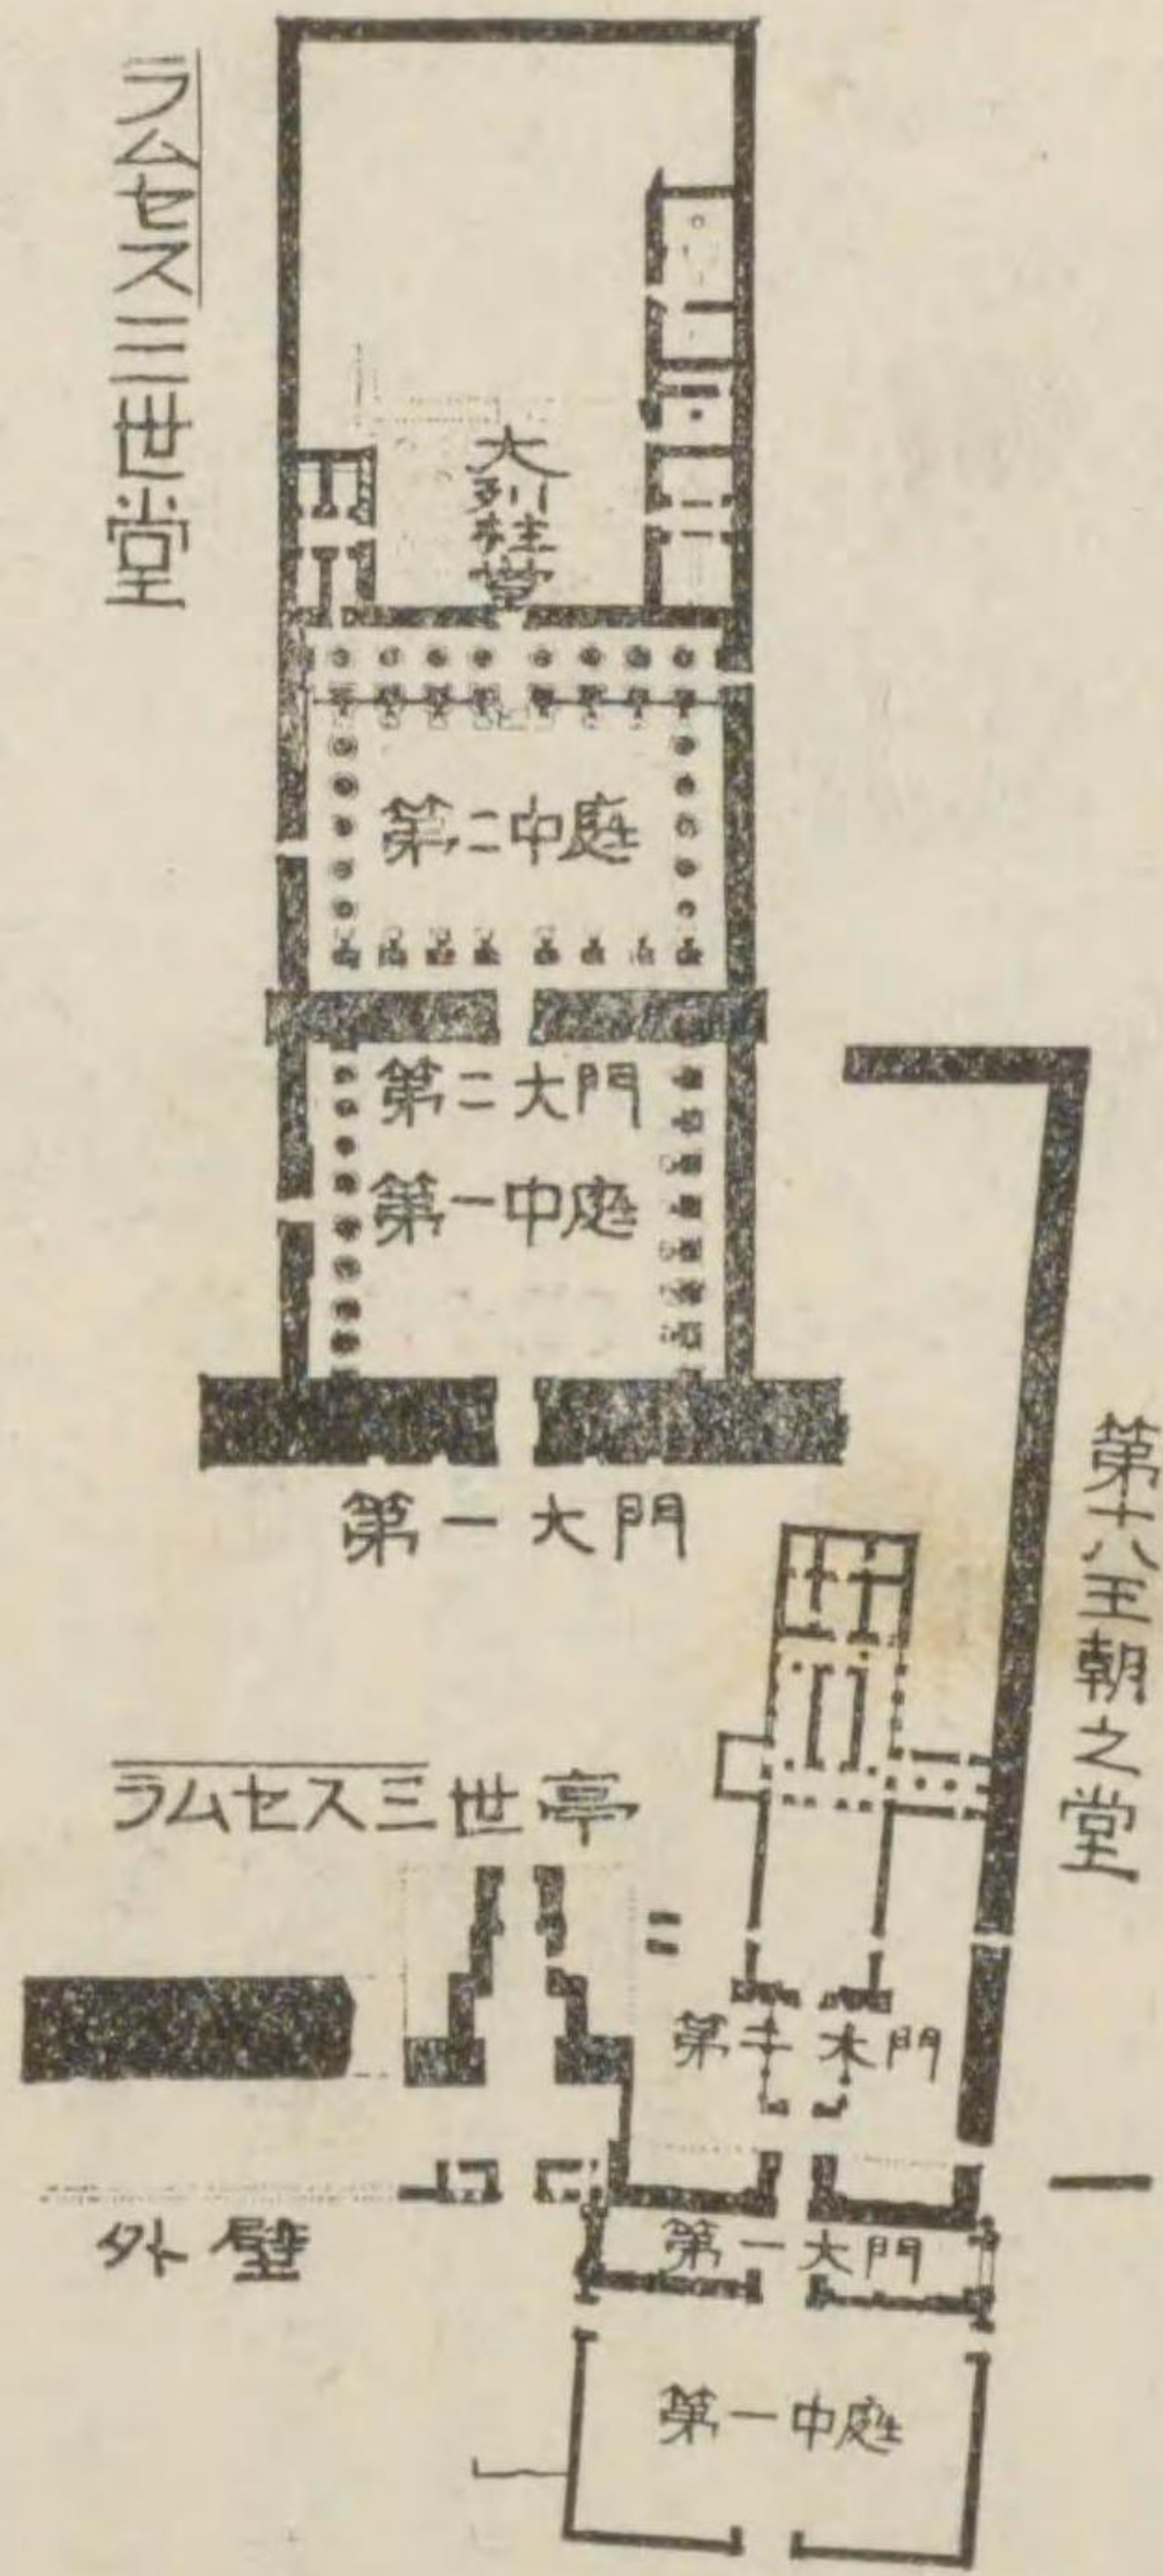 ラムセス三世堂
大列柱堂
第二中庭
第二大門
第一中庭
第一大門
第十八王朝之堂
ラムセス三世亭
第二大門
外壁
第一大門
第一中庭